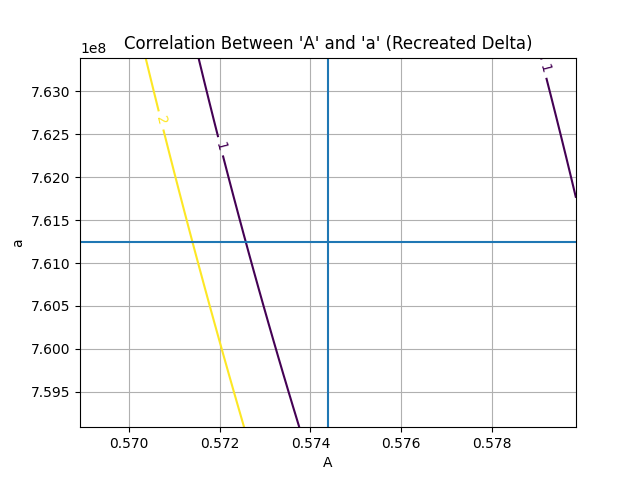 Correlation Between 'A' and 'a' (Recreated Delta)
1e8
7.630
7.625
7.620
7.615
7.610
7.605
7.600
7.595
a
2
1
1
0.570 0.572 0.574 0.576 0.578
A